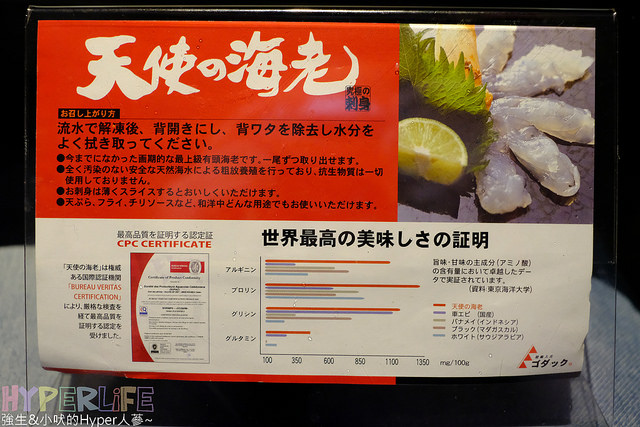 天使の海老
究極の
刺身
お召し上がり方
流水で解凍後、背開きにし、背ワタを除去し水分を
よく拭き取ってください。
●今までになかった画期的な最上級有頭海老です。一尾ずつ取り出せます。
●全く汚染のない安全な天然海水による粗放養殖を行っており、抗生物質は一切
使用しておりません。
●お刺身は薄くスライスするとおいしくいただけます。
●天ぷら、フライ、チリソースなど、和洋中どんな用途でもお使いいただけます。
最高品質を証明する認定証
CPC CERTIFICATE
「天使の海老」は権威
ある国際認証機関
「BUREAU VERITAS
CERTIFICATION」
により、厳格な検査を
経て最高品質を
証明する認定を
受けました。
世界最高の美味しさの証明
アルギニン
プロリン
グリシン
グルタミン
100 350 600 850 1100 1350 mg/100g
旨味・甘味の主成分(アミノ酸)
の含有量において卓越したデー
タで実証されています。
(資料:東京海洋大学)
天使の海老
車エビ (国産)
バナメイ(インドネシア)
ブラック(マダガスカル)
ホワイト(サウジアラビア)
ゴダック
HYPERLIFE
強生&小吠的Hyper人蔘~